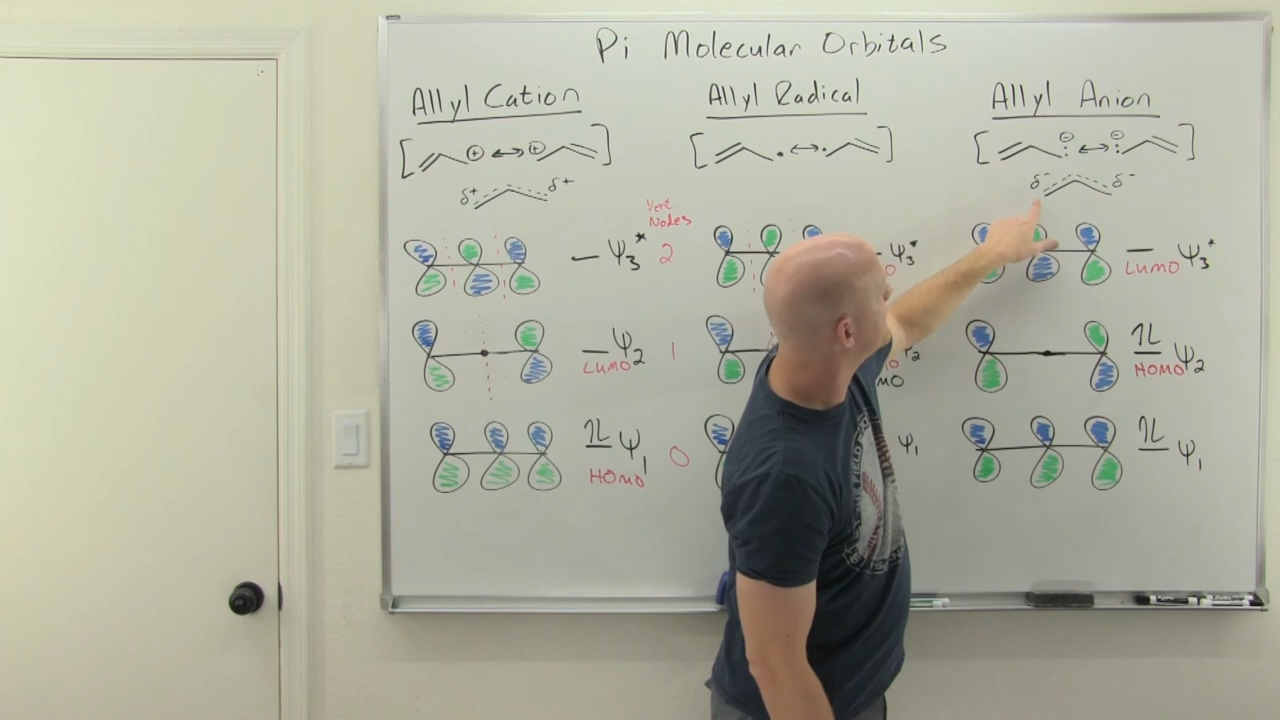 Pi Molecular Orbitals
Allyl Cation
⊕ ↔ ⊕
δ+ δ+
Vert
Nodes
Ψ3* 2
Ψ2 1
LUMO
Ψ1 0
HOMO
Allyl Radical
Ψ3*
Ψ1
Allyl Anion
⊖ ↔ ⊖
δ- δ-
Ψ3*
LUMO
Ψ2
HOMO
Ψ1